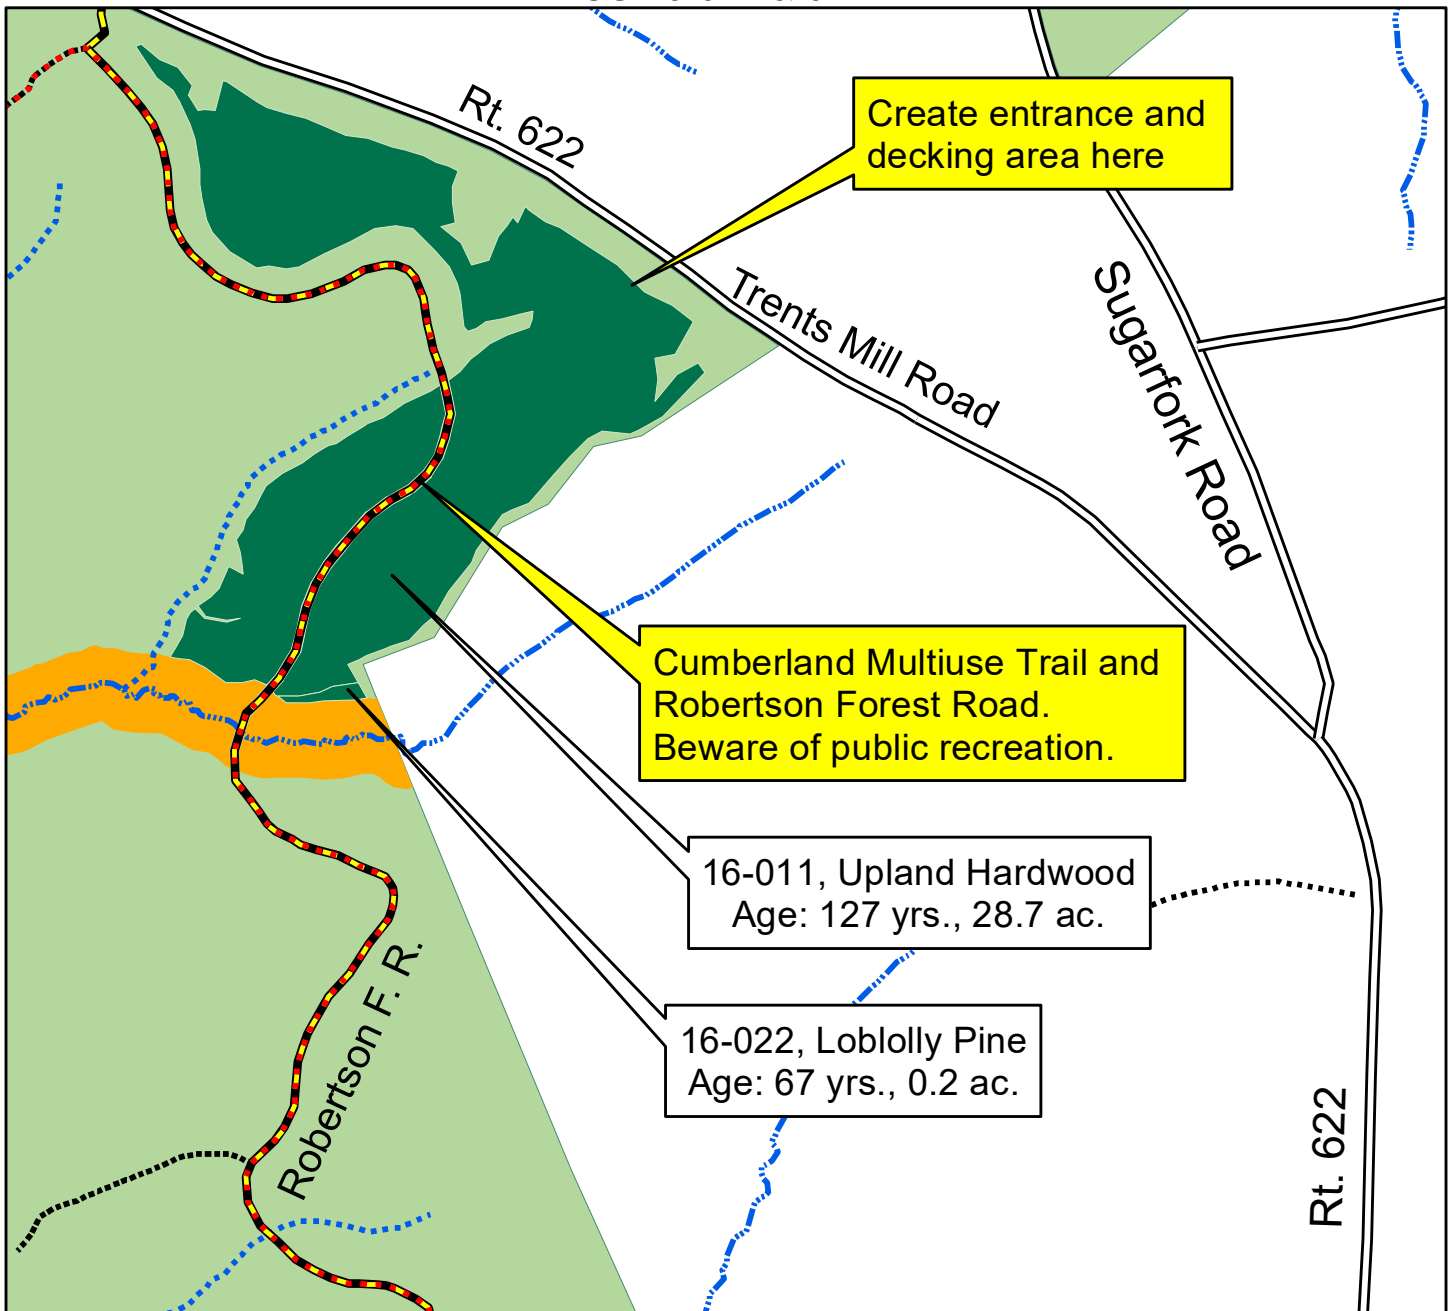 Rt. 622
Create entrance and
decking area here
Trents Mill Road
Sugarfork Road
Cumberland Multiuse Trail and
Robertson Forest Road.
Beware of public recreation.
16-011, Upland Hardwood
Age: 127 yrs., 28.7 ac.
Robertson F. R.
16-022, Loblolly Pine
Age: 67 yrs., 0.2 ac.
Rt. 622